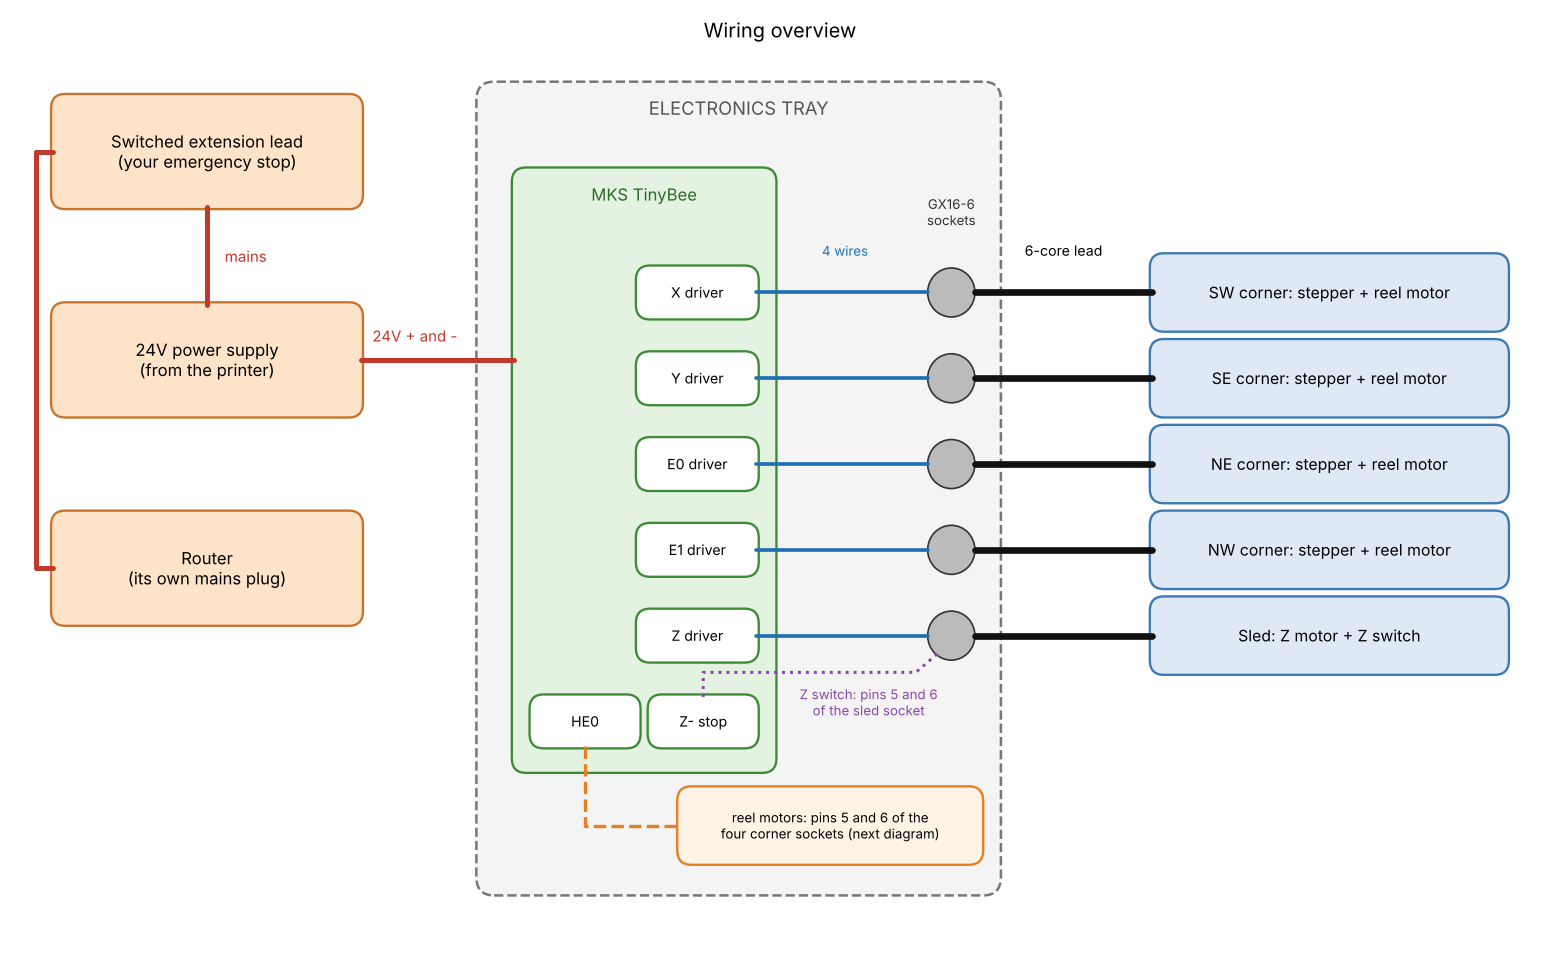 Wiring overview
Switched extension lead
(your emergency stop)
mains
24V power supply
(from the printer)
24V + and -
Router
(its own mains plug)
ELECTRONICS TRAY
MKS TinyBee
GX16-6
sockets
4 wires
6-core lead
X driver
SW corner: stepper + reel motor
Y driver
SE corner: stepper + reel motor
E0 driver
NE corner: stepper + reel motor
E1 driver
NW corner: stepper + reel motor
Z driver
Sled: Z motor + Z switch
Z switch: pins 5 and 6
of the sled socket
HE0
Z- stop
reel motors: pins 5 and 6 of the
four corner sockets (next diagram)